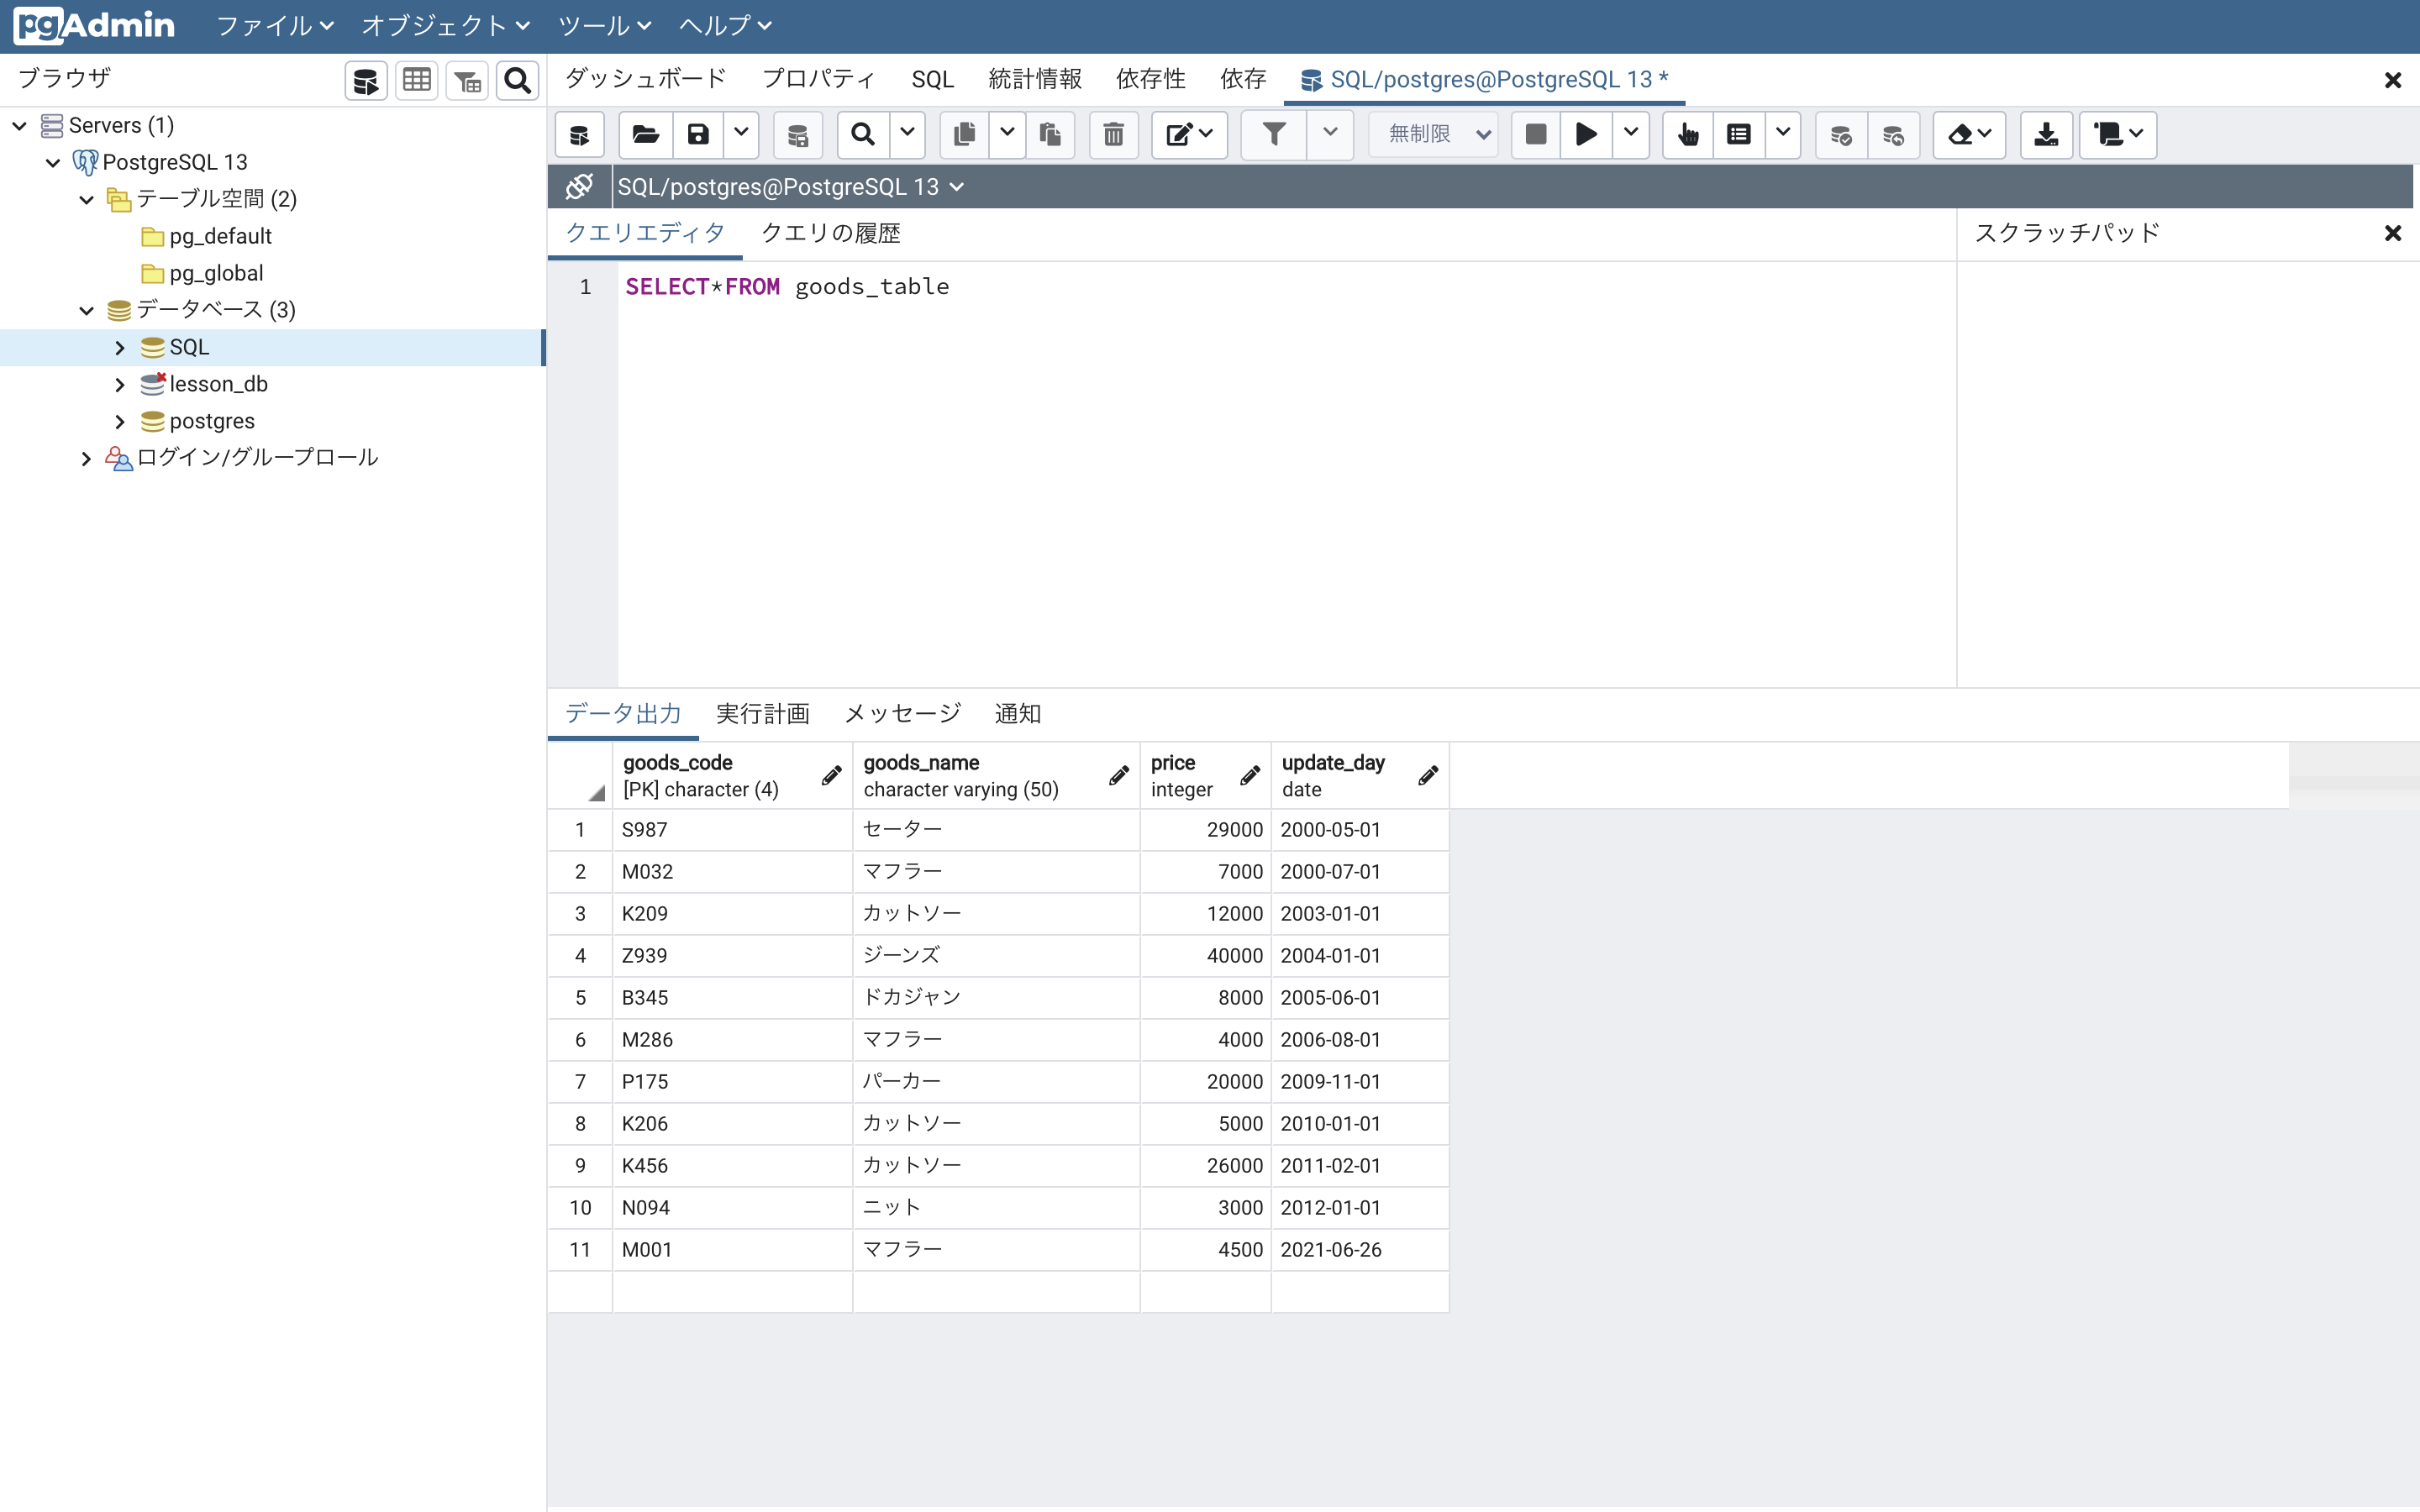 pgAdmin ファイル オブジェクト ツール ヘルプ
ブラウザ
Servers (1)
PostgreSQL 13
テーブル空間 (2)
pg_default
pg_global
データベース (3)
SQL
lesson_db
postgres
ログイン/グループロール
ダッシュボード プロパティ SQL 統計情報 依存性 依存 SQL/postgres@PostgreSQL 13 *
無制限
SQL/postgres@PostgreSQL 13
クエリエディタ クエリの履歴
スクラッチパッド
1 SELECT*FROM goods_table
データ出力 実行計画 メッセージ 通知
goods_code goods_name price update_day
[PK] character (4) character varying (50) integer date
1 S987 セーター 29000 2000-05-01
2 M032 マフラー 7000 2000-07-01
3 K209 カットソー 12000 2003-01-01
4 Z939 ジーンズ 40000 2004-01-01
5 B345 ドカジャン 8000 2005-06-01
6 M286 マフラー 4000 2006-08-01
7 P175 パーカー 20000 2009-11-01
8 K206 カットソー 5000 2010-01-01
9 K456 カットソー 26000 2011-02-01
10 N094 ニット 3000 2012-01-01
11 M001 マフラー 4500 2021-06-26